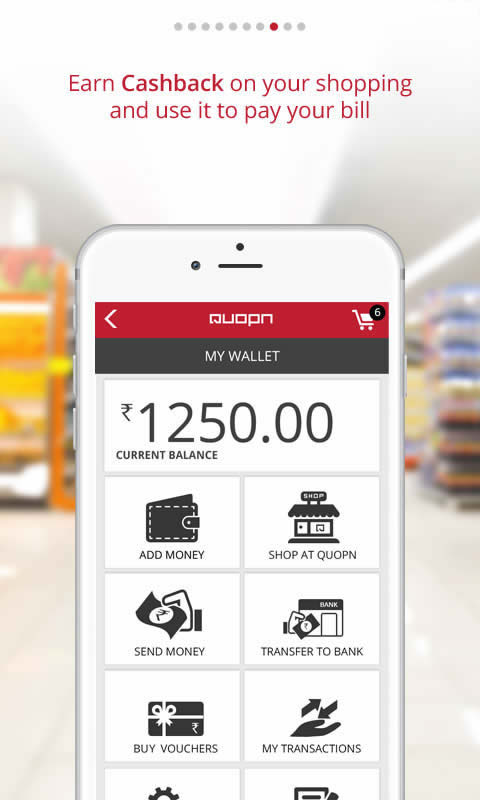 Earn Cashback on your shopping
and use it to pay your bill
QUOPN
6
MY WALLET
₹1250.00
CURRENT BALANCE
SHOP
ADD MONEY
SHOP AT QUOPN
₹
BANK
₹
SEND MONEY
TRANSFER TO BANK
₹
BUY VOUCHERS
MY TRANSACTIONS